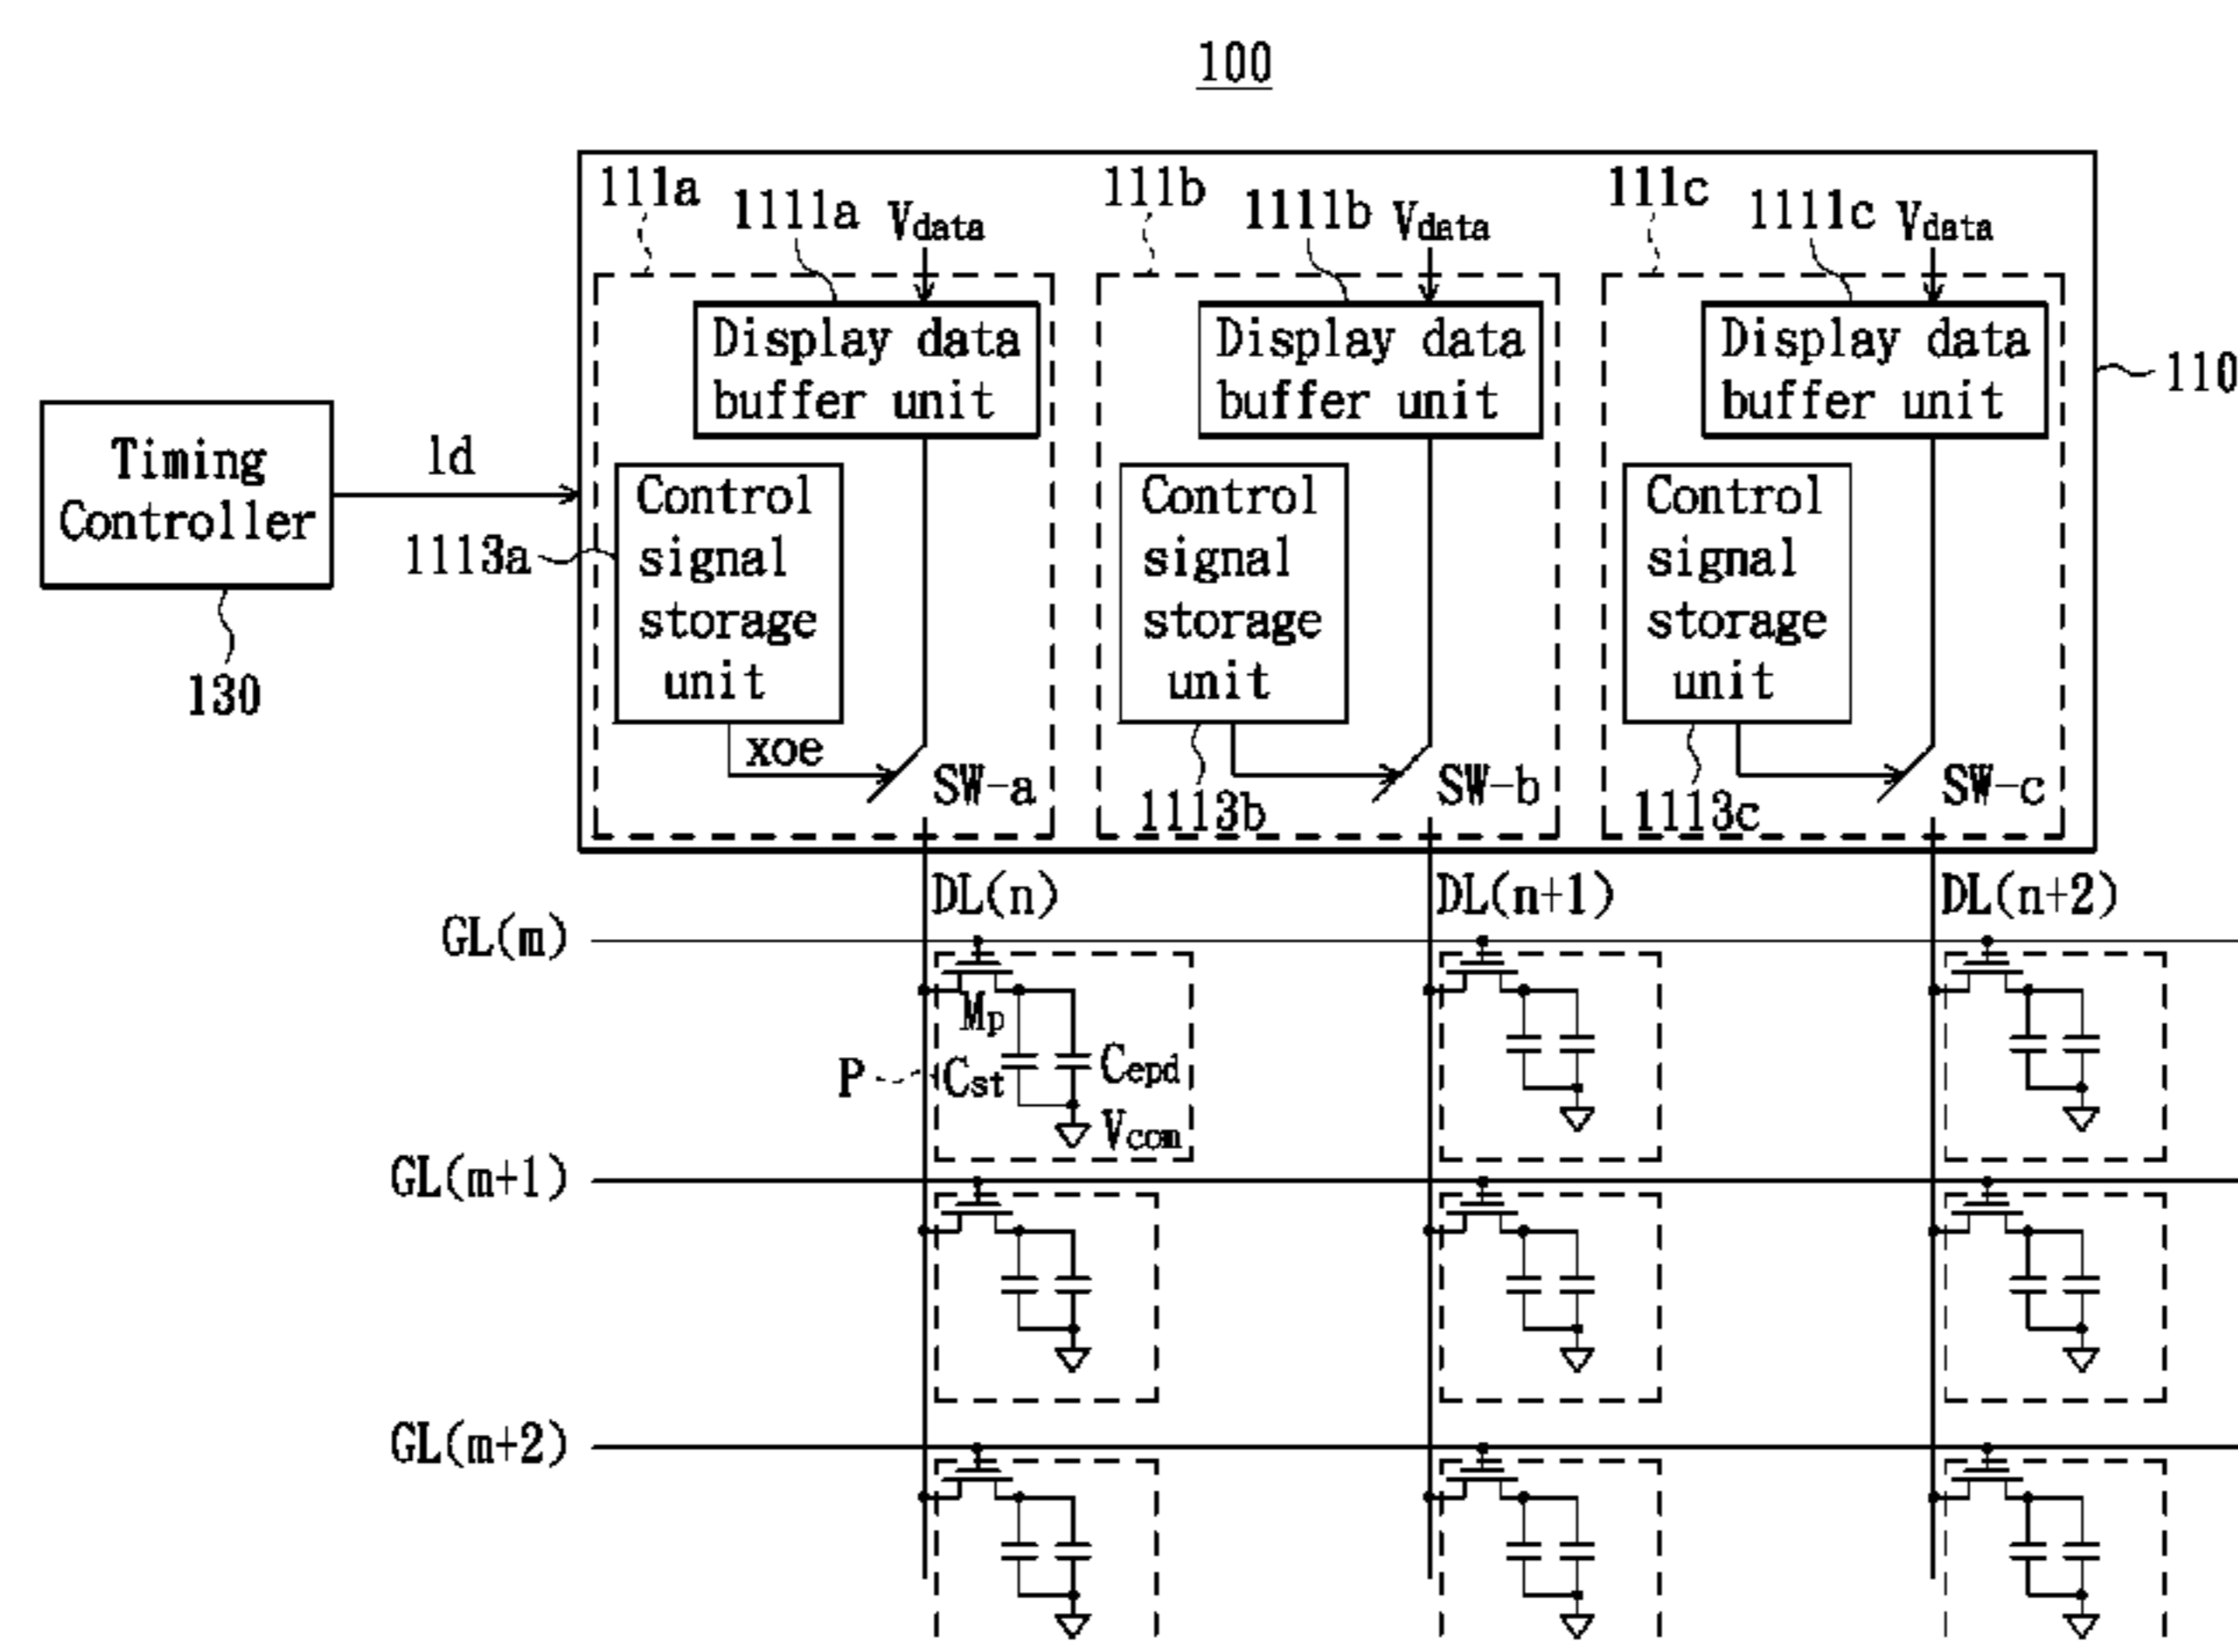 100
111a
1111a
Vdata
111b
1111b
Vdata
111c
1111c
Vdata
Display data
buffer unit
Display data
buffer unit
Display data
buffer unit
110
Timing
Controller
ld
130
1113a
Control
signal
storage
unit
Control
signal
storage
unit
Control
signal
storage
unit
xoe
SW-a
1113b
SW-b
1113c
SW-c
DL(n)
DL(n+1)
DL(n+2)
GL(m)
Mp
P
Cst
Cepd
Vcom
GL(m+1)
GL(m+2)